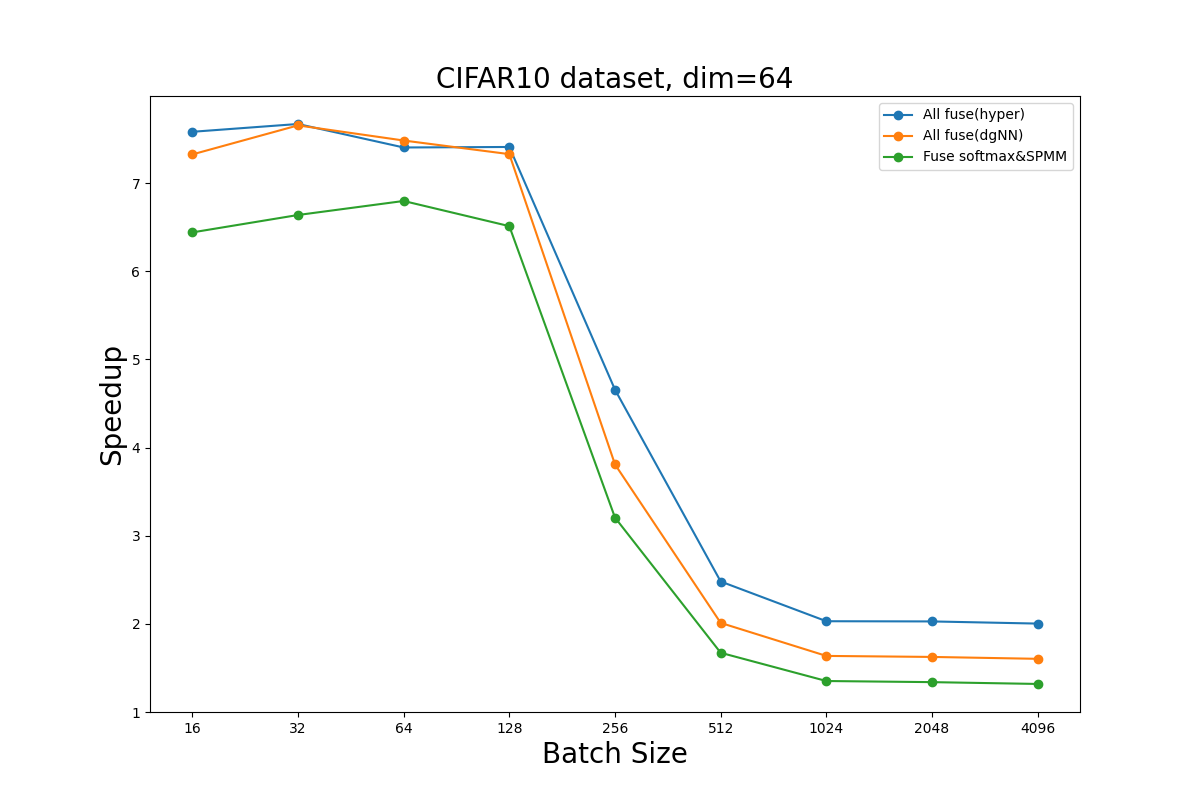 CIFAR10 dataset, dim=64
All fuse(hyper)
All fuse(dgNN)
Fuse softmax&SPMM
Speedup
7
6
5
4
3
2
1
16 32 64 128 256 512 1024 2048 4096
Batch Size